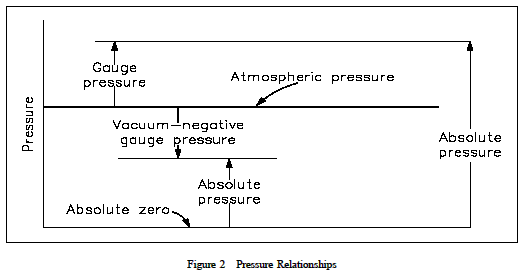 Gauge
pressure
Atmospheric pressure
Pressure
Vacuum-negative
gauge pressure
Absolute
pressure
Absolute
pressure
Absolute zero
Figure 2 Pressure Relationships